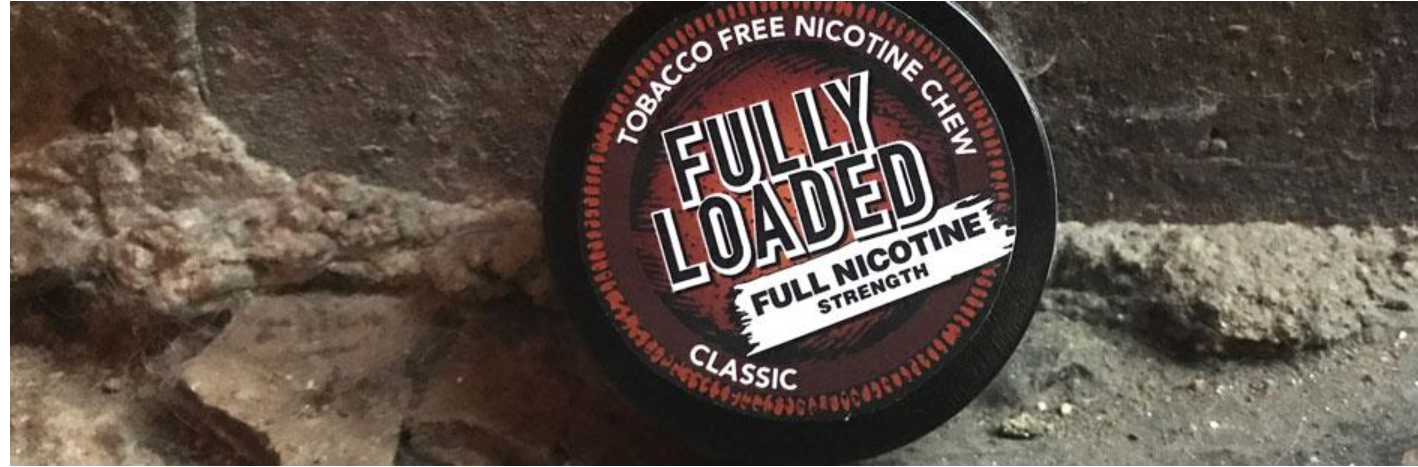 TOBACCO FREE NICOTINE CHEW
FULLY
LOADED
FULL NICOTINE
STRENGTH
CLASSIC